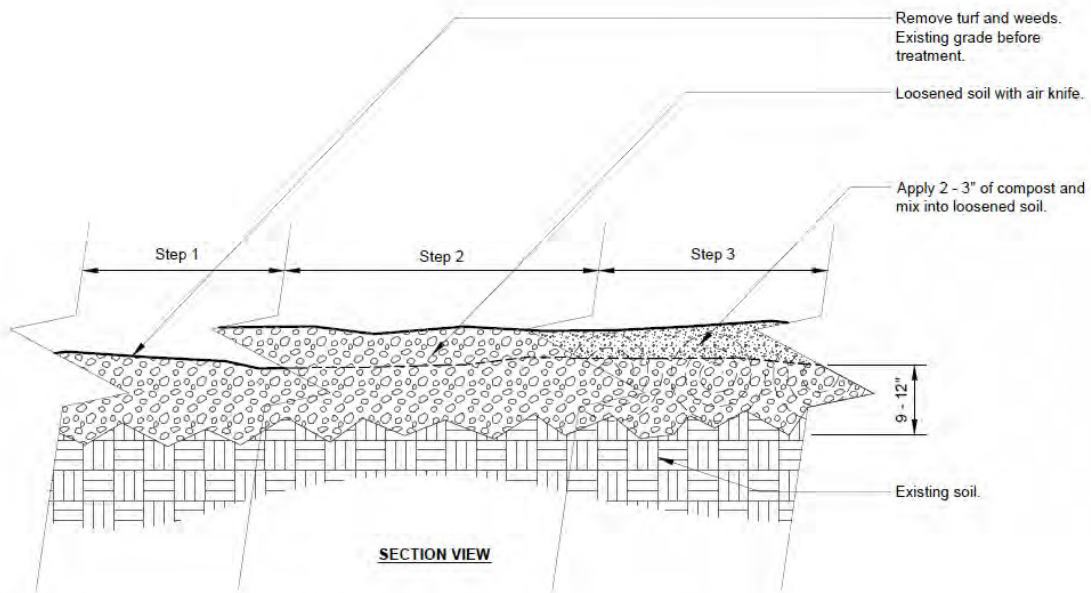 Remove turf and weeds.
Existing grade before
treatment.
Loosened soil with air knife.
Apply 2 - 3" of compost and
mix into loosened soil.
Step 1
Step 2
Step 3
9 - 12"
Existing soil.
SECTION VIEW